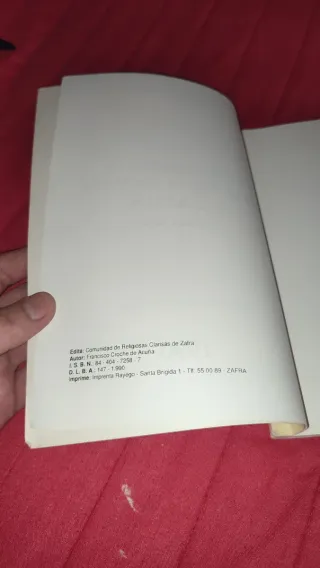 Edita: Comunidad de Religiosas Clarisas de Zafra
Autor: Francisco Croche de Acuña
I. S. B. N. 84 - 404 - 7258 - 7
D. L. B. A.: 147 - 1.990
Imprime: Imprenta Rayego - Santa Brígida 1 - Tlf. 55.00.89 - ZAFRA